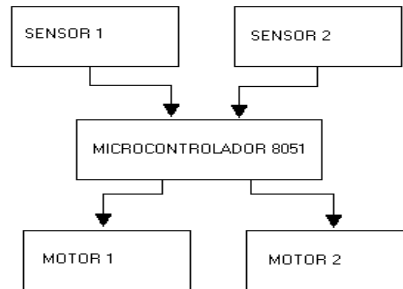 SENSOR 1
SENSOR 2
MICROCONTROLADOR 8051
MOTOR 1
MOTOR 2